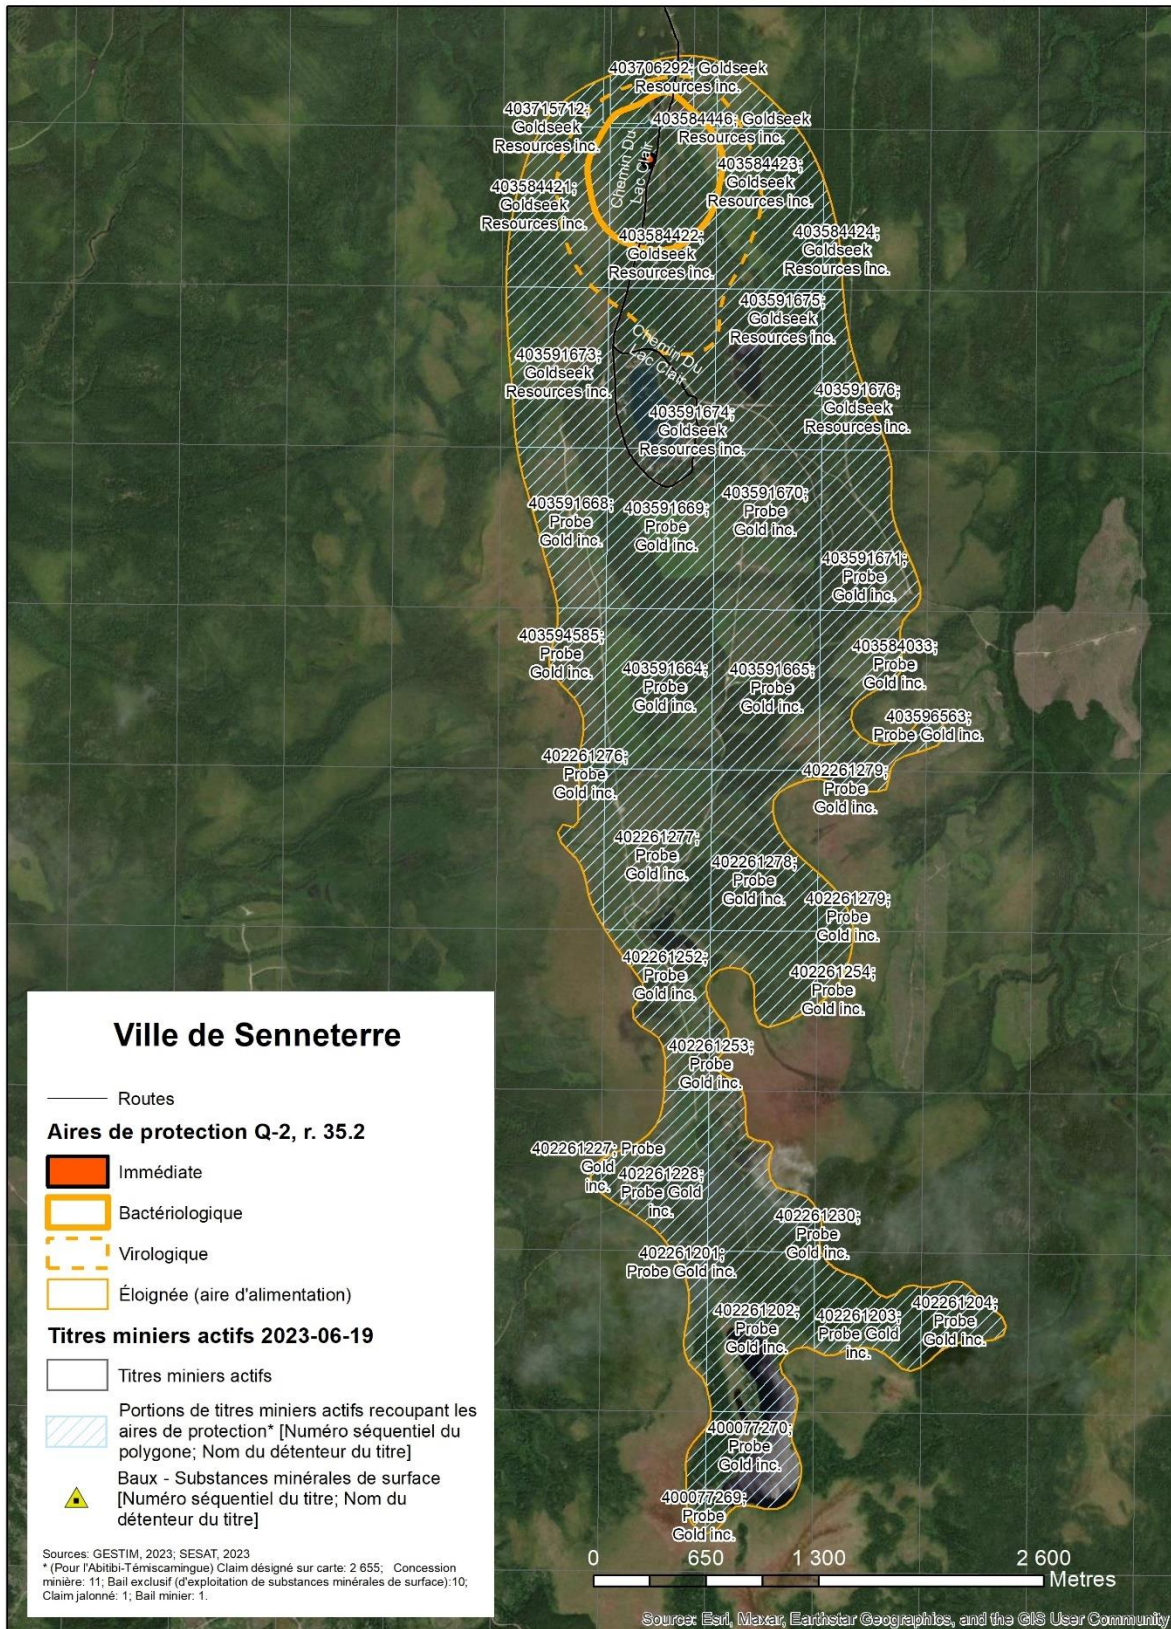 403706292; Goldseek
Resources inc.
403715712;
Goldseek
Resources inc.
403584446; Goldseek
Resources inc.
Chemin Du
Lac Clair
403584423;
Goldseek
Resources inc.
403584421;
Goldseek
Resources inc.
403584422;
Goldseek
Resources inc.
403584424;
Goldseek
Resources inc.
403591675;
Goldseek
Resources inc.
Chemin Du
Lac Clair
403591673;
Goldseek
Resources inc.
403591676;
Goldseek
Resources inc.
403591674;
Goldseek
Resources inc.
403591668;
Probe
Gold inc.
403591669;
Probe
Gold inc.
403591670;
Probe
Gold inc.
403591671;
Probe
Gold inc.
403594585;
Probe
Gold inc.
403591664;
Probe
Gold inc.
403591665;
Probe
Gold inc.
403584033;
Probe
Gold inc.
403596563;
Probe Gold inc.
402261276;
Probe
Gold inc.
402261279;
Probe
Gold inc.
402261277;
Probe
Gold inc.
402261278;
Probe
Gold inc.
402261279;
Probe
Gold inc.
402261252;
Probe
Gold inc.
402261254;
Probe
Gold inc.
402261253;
Probe
Gold inc.
402261227; Probe
Gold
inc.
402261228;
Probe Gold
inc.
402261230;
Probe
Gold inc.
402261201;
Probe Gold inc.
402261202;
Probe
Gold inc.
402261203;
Probe Gold
inc.
402261204;
Probe
Gold inc.
400077270;
Probe
Gold inc.
400077269;
Probe
Gold inc.
Ville de Senneterre
Routes
Aires de protection Q-2, r. 35.2
Immédiate
Bactériologique
Virologique
Éloignée (aire d'alimentation)
Titres miniers actifs 2023-06-19
Titres miniers actifs
Portions de titres miniers actifs recoupant les
aires de protection* [Numéro séquentiel du
polygone; Nom du détenteur du titre]
Baux - Substances minérales de surface
[Numéro séquentiel du titre; Nom du
détenteur du titre]
Sources: GESTIM, 2023; SESAT, 2023
* (Pour l'Abitibi-Témiscamingue) Claim désigné sur carte: 2 655; Concession
minière: 11; Bail exclusif (d'exploitation de substances minérales de surface):10;
Claim jalonné: 1; Bail minier: 1.
0 650 1 300 2 600
Metres
Source: Esri, Maxar, Earthstar Geographics, and the GIS User Community